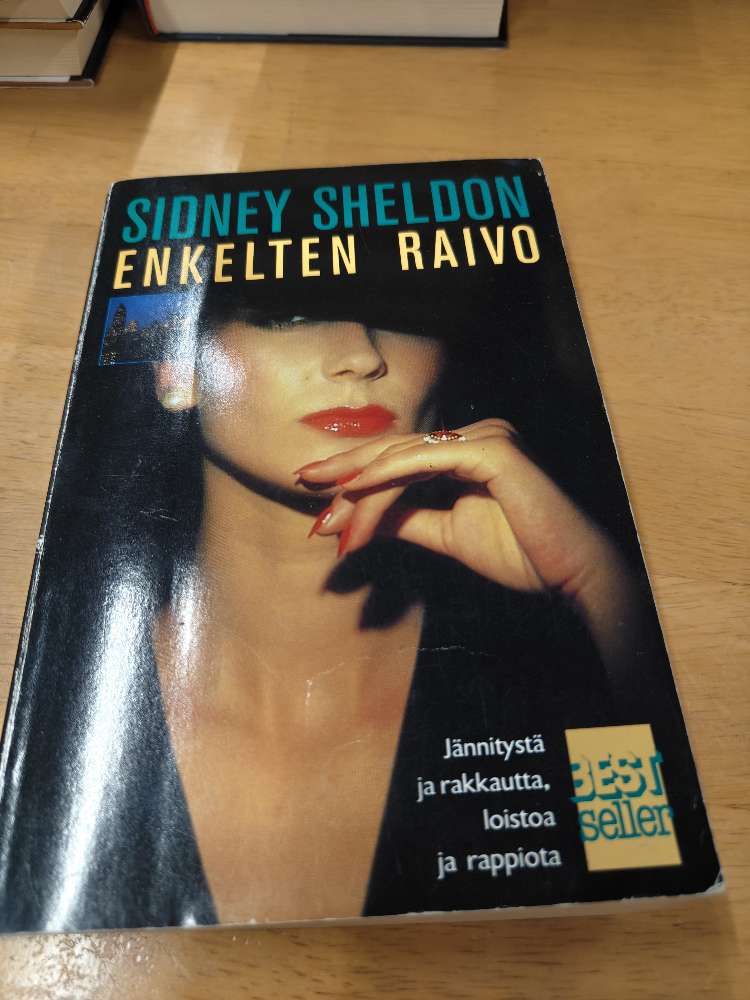 SIDNEY SHELDON
ENKELTEN RAIVO
Jännitystä
ja rakkautta,
loistoa
ja rappiota
BEST
seller